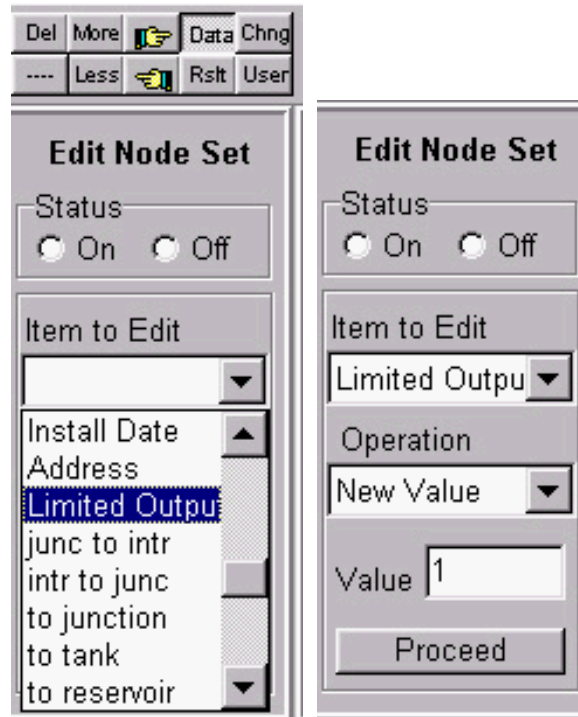 Del More Data Chng
---- Less Rslt User
Edit Node Set
Status
On Off
Item to Edit
Install Date
Address
Limited Outpu
junc to intr
intr to junc
to junction
to tank
to reservoir
Edit Node Set
Status
On Off
Item to Edit
Limited Outpu
Operation
New Value
Value 1
Proceed